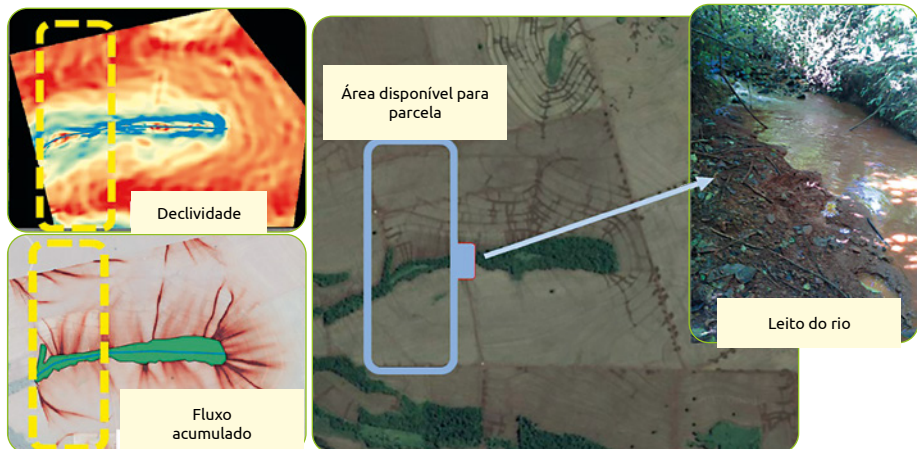 Declividade
Fluxo
acumulado
Área disponível para
parcela
Leito do rio